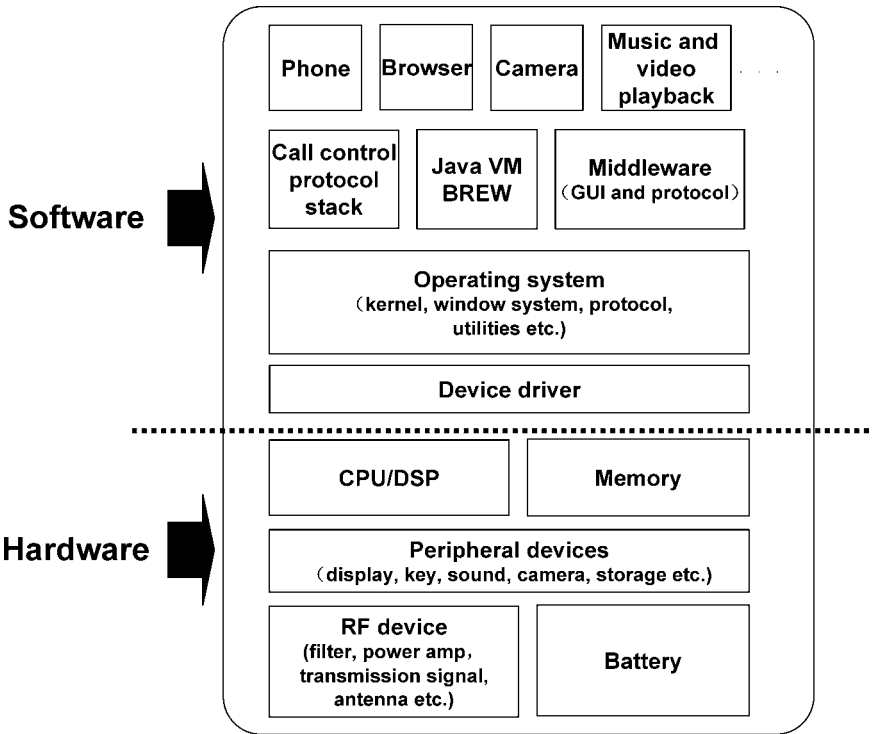 Phone
Browser
Camera
Music and
video
playback
. . .
Call control
protocol
stack
Java VM
BREW
Middleware
（GUI and protocol）
Software
Operating system
（kernel, window system, protocol,
utilities etc.)
Device driver
CPU/DSP
Memory
Hardware
Peripheral devices
（display, key, sound, camera, storage etc.)
RF device
(filter, power amp,
transmission signal,
antenna etc.)
Battery